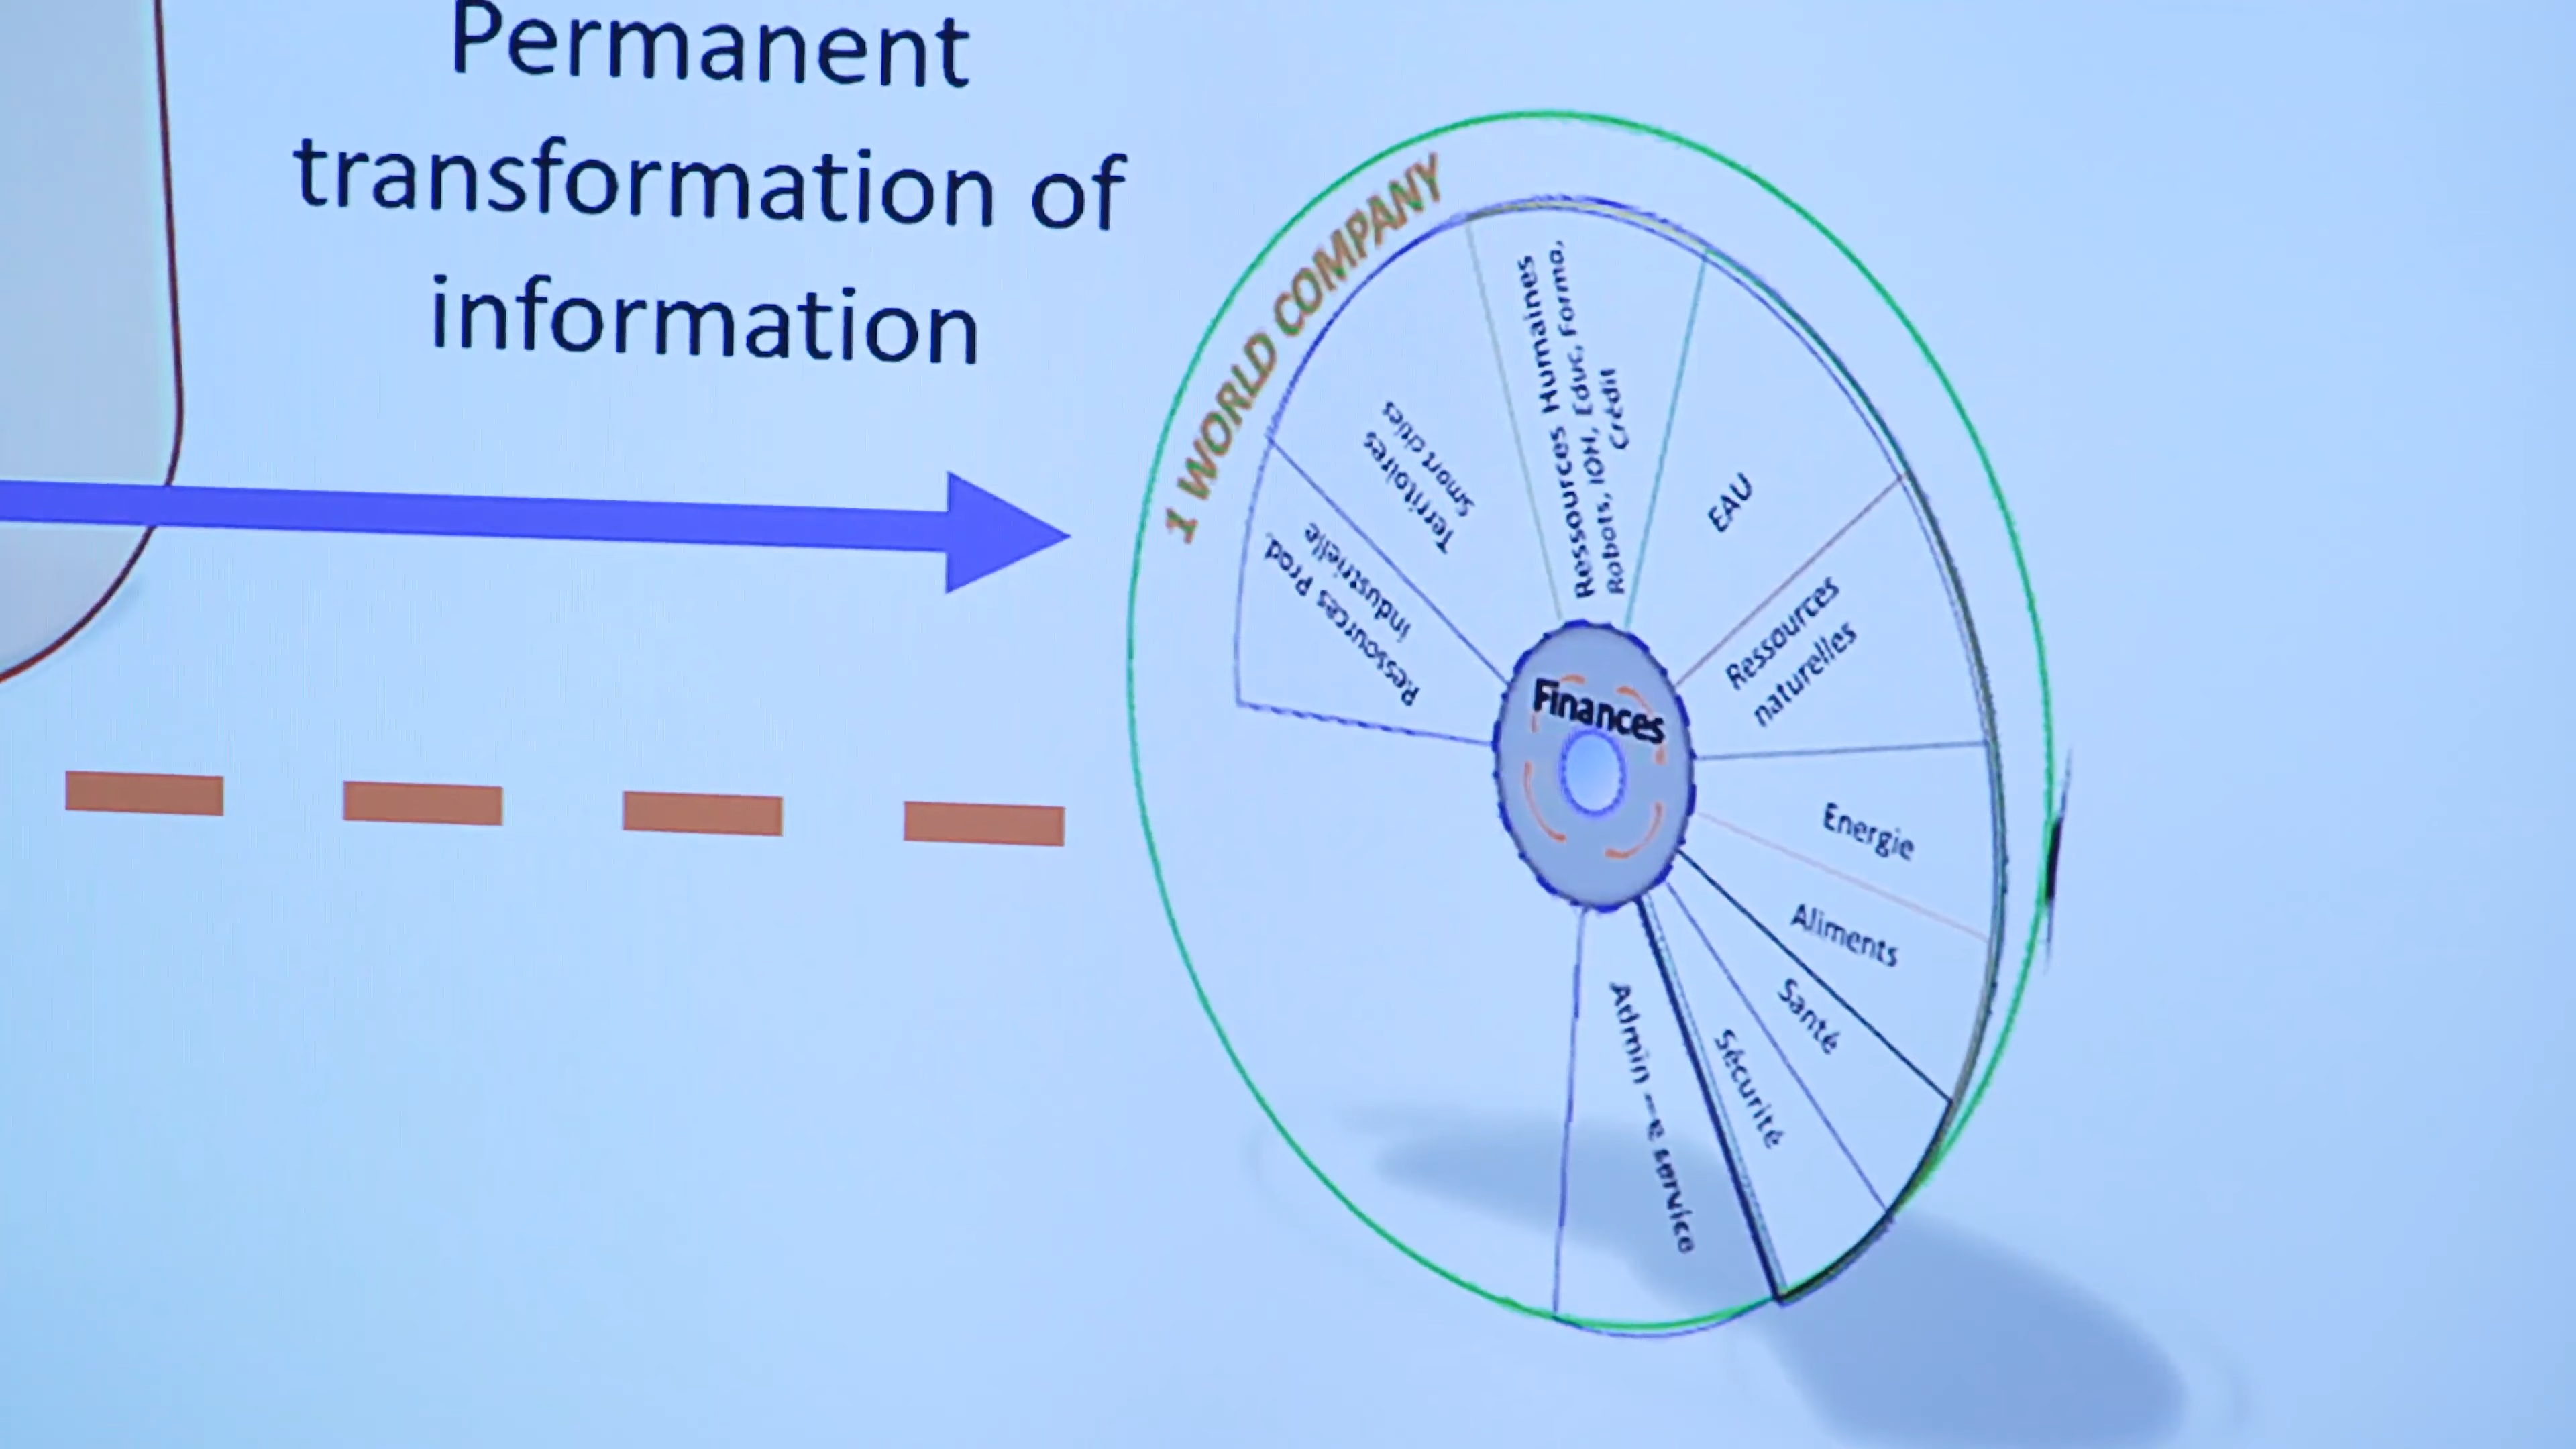 Permanent
transformation of
information
1 WORLD COMPANY
Ressources Prod.
industrielle
Territoires
Smart cities
Ressources Humaines
Robots, IOH, Educ, Forma,
Crédit
EAU
Ressources
naturelles
Energie
Aliments
Santé
Sécurité
Admin –e service
Finances